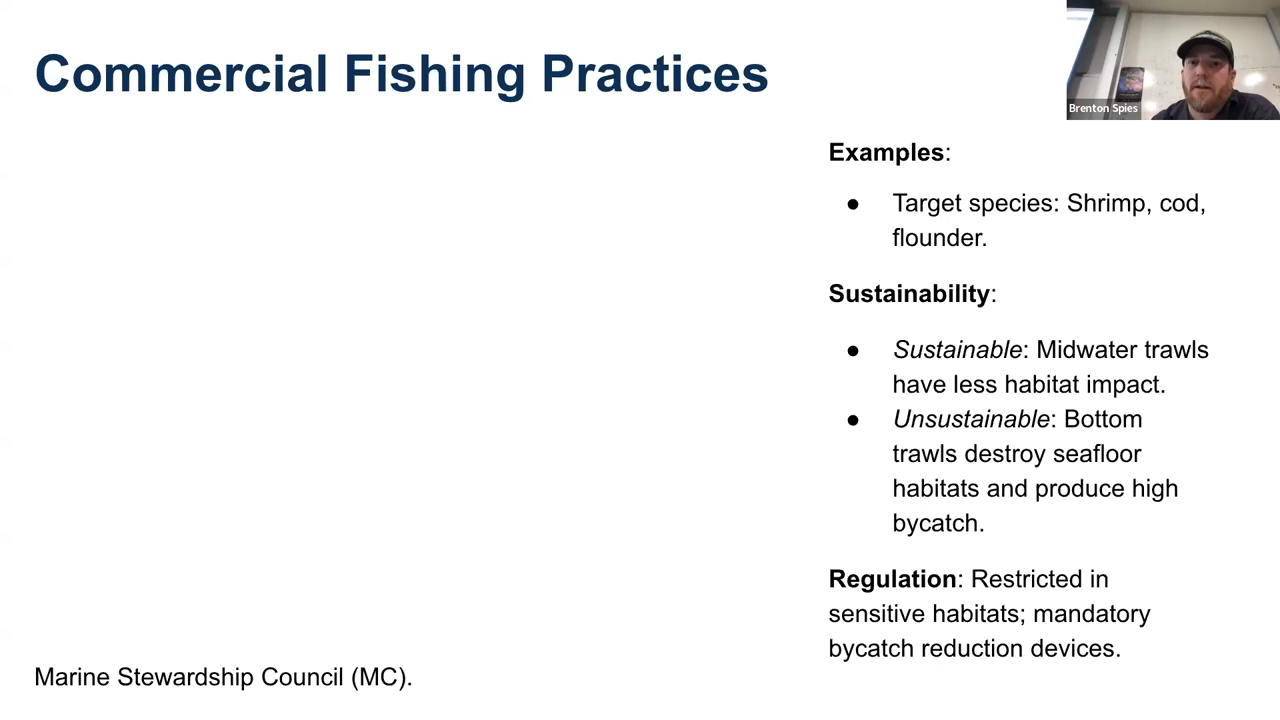 Commercial Fishing Practices
Brenton Spies
Examples:
● Target species: Shrimp, cod,
flounder.
Sustainability:
● Sustainable: Midwater trawls
have less habitat impact.
● Unsustainable: Bottom
trawls destroy seafloor
habitats and produce high
bycatch.
Regulation: Restricted in
sensitive habitats; mandatory
bycatch reduction devices.
Marine Stewardship Council (MC).